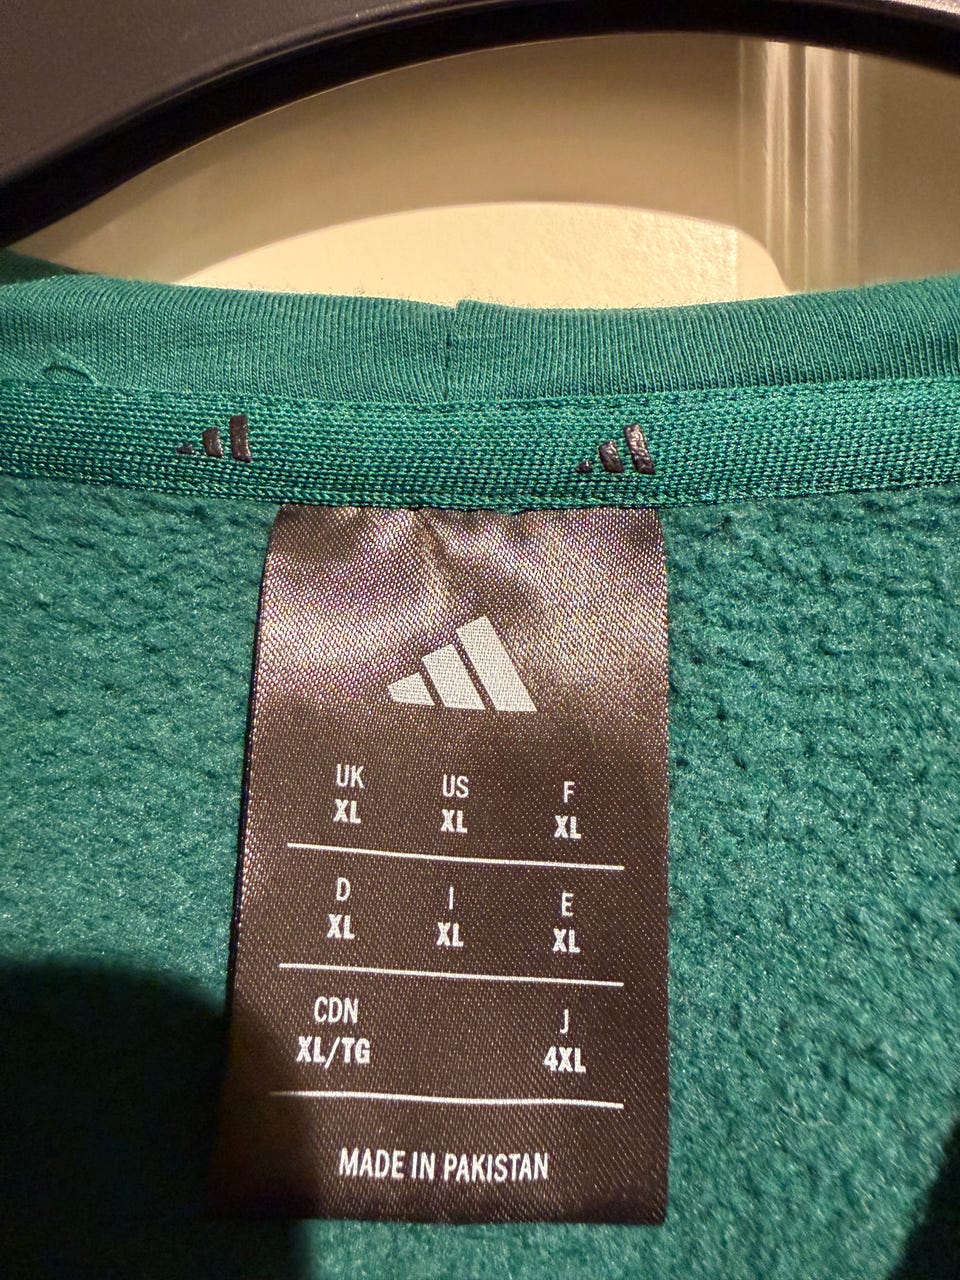 UK US F
XL XL XL
D I E
XL XL XL
CDN J
XL/TG 4XL
MADE IN PAKISTAN